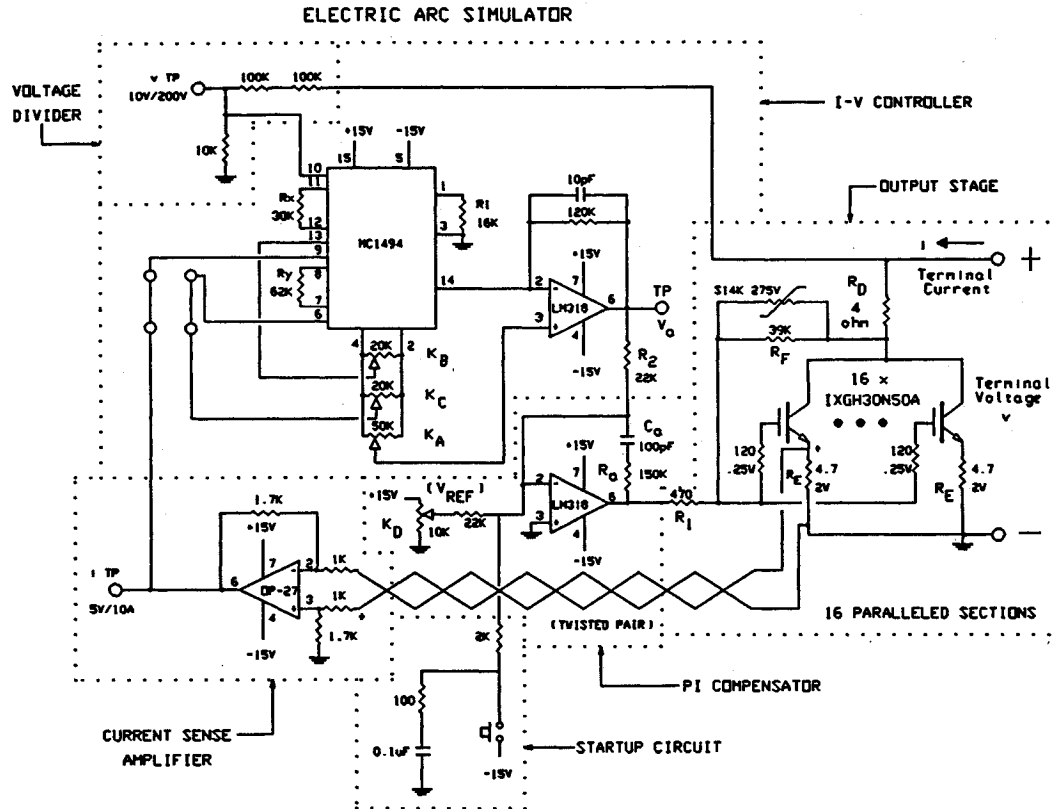 ELECTRIC ARC SIMULATOR
VOLTAGE
DIVIDER
v TP
10V/200V
100K
100K
10K
+15V
-15V
15
5
10
11
Rx
30K
12
13
9
8
Ry
62K
7
6
MC1494
1
R1
16K
3
14
4
2
20K
KB
20K
KC
50K
KA
10pF
120K
+15V
2
7
LM318
6
3
4
-15V
TP
Vo
R2
22K
I-V CONTROLLER
OUTPUT STAGE
I
Terminal
Current
+
RD
4
ohm
S14K 275V
39K
RF
16 x
IXGH30N50A
Terminal
Voltage
v
120
.25V
RE
4.7
2V
+
120
.25V
RE
4.7
2V
—
16 PARALLELED SECTIONS
Ca
100pF
Ra
150K
+15V
2
7
LM318
6
3
4
-15V
470
R1
(VREF)
+15V
KD
10K
22K
1.7K
+15V
7
2
1K
OP-27
6
3
1K
+
4
-15V
1.7K
i TP
5V/10A
(TWISTED PAIR)
2K
100
0.1uF
-15V
PI COMPENSATOR
STARTUP CIRCUIT
CURRENT SENSE
AMPLIFIER